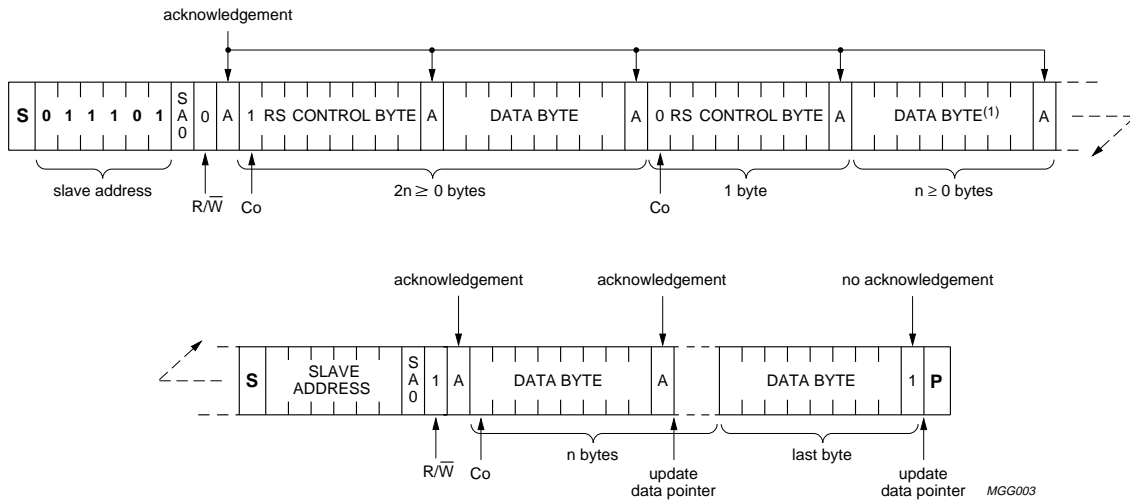 acknowledgement
S 0 1 1 1 0 1 SA0 0 A 1 RS CONTROL BYTE A DATA BYTE A 0 RS CONTROL BYTE A DATA BYTE(1) A
slave address 2n ≥ 0 bytes 1 byte n ≥ 0 bytes
R/W̅ Co Co
acknowledgement acknowledgement no acknowledgement
S SLAVE ADDRESS SA0 1 A DATA BYTE A DATA BYTE 1 P
n bytes last byte
R/W̅ Co update data pointer update data pointer
MGG003